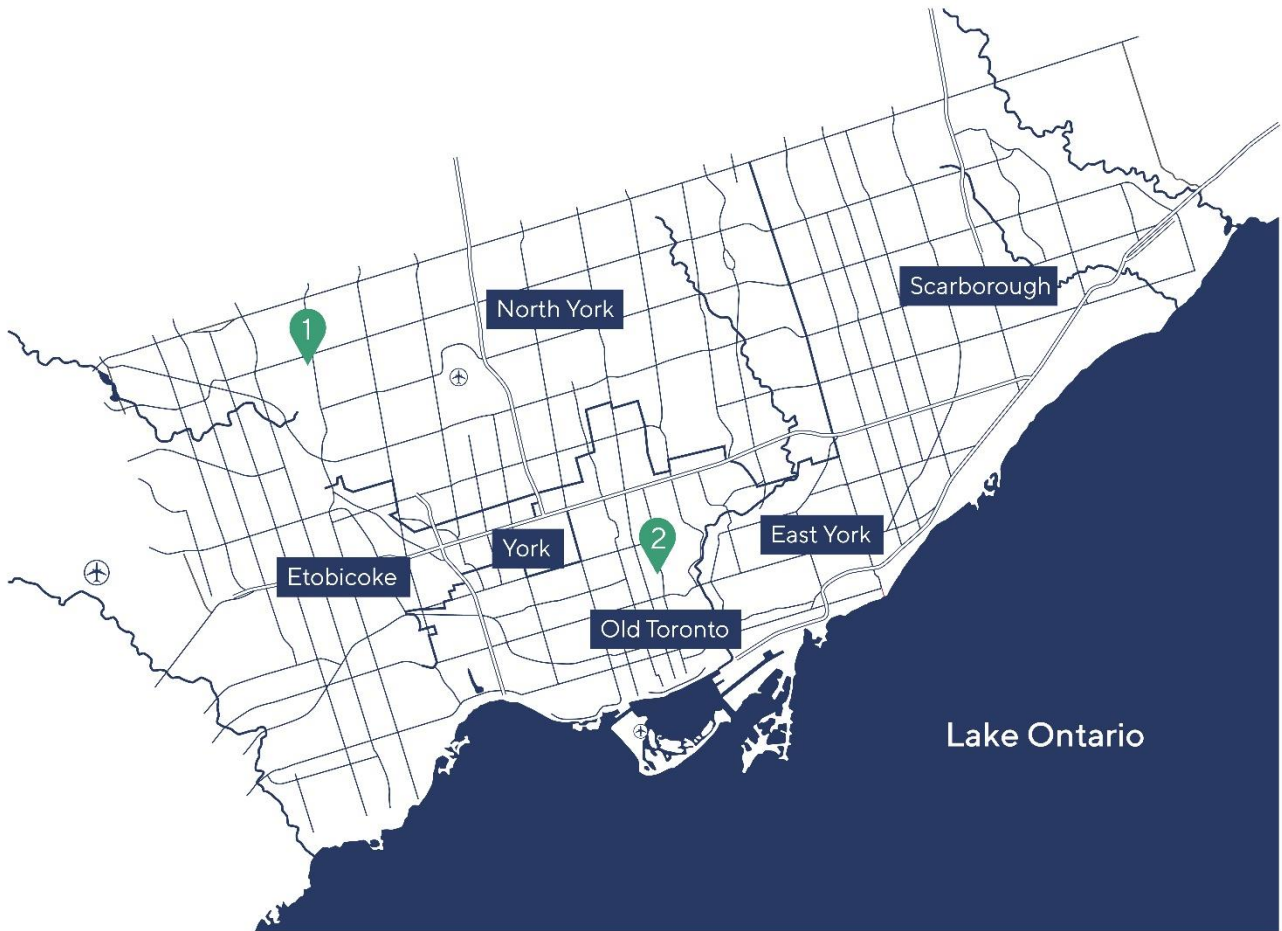 Scarborough
North York
1
East York
2
York
Etobicoke
Old Toronto
Lake Ontario